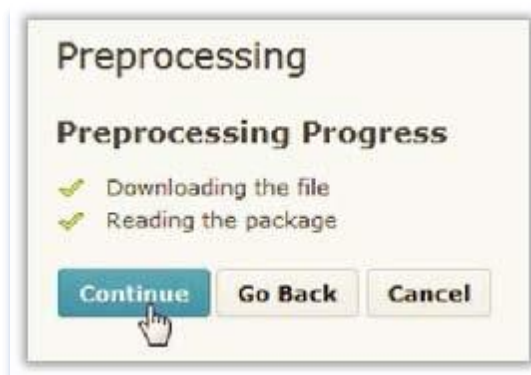 Preprocessing
Preprocessing Progress
Downloading the file
Reading the package
Continue Go Back Cancel